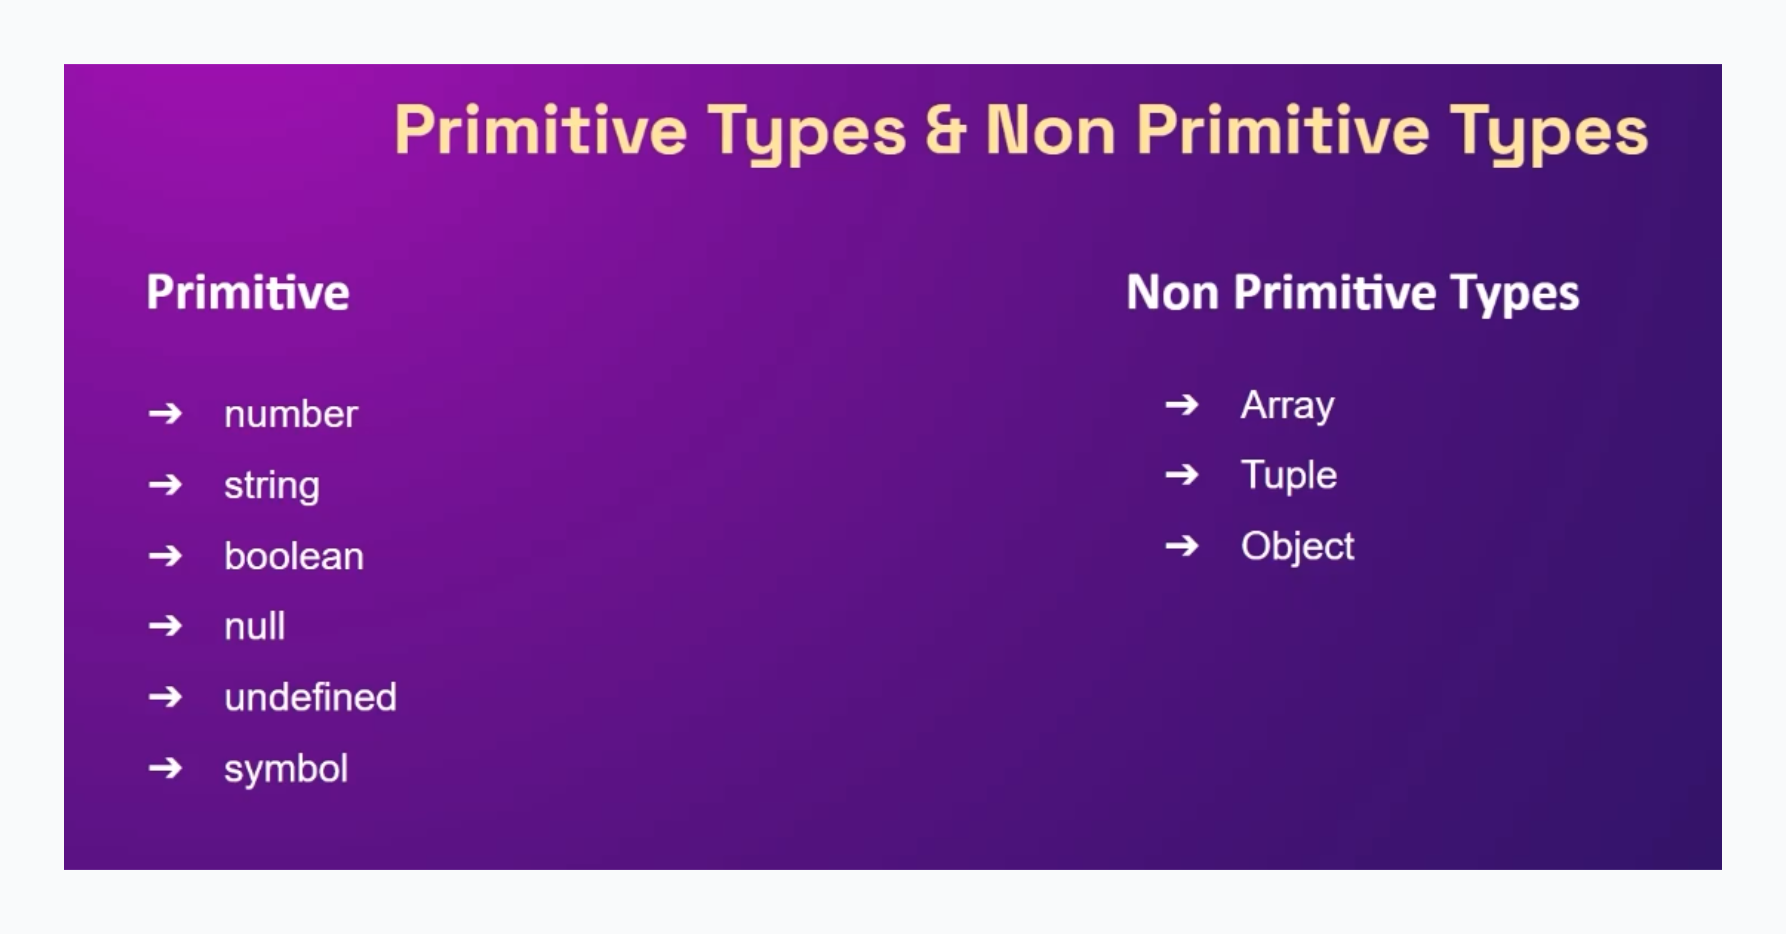 Primitive Types & Non Primitive Types
Primitive
➔ number
➔ string
➔ boolean
➔ null
➔ undefined
➔ symbol
Non Primitive Types
➔ Array
➔ Tuple
➔ Object